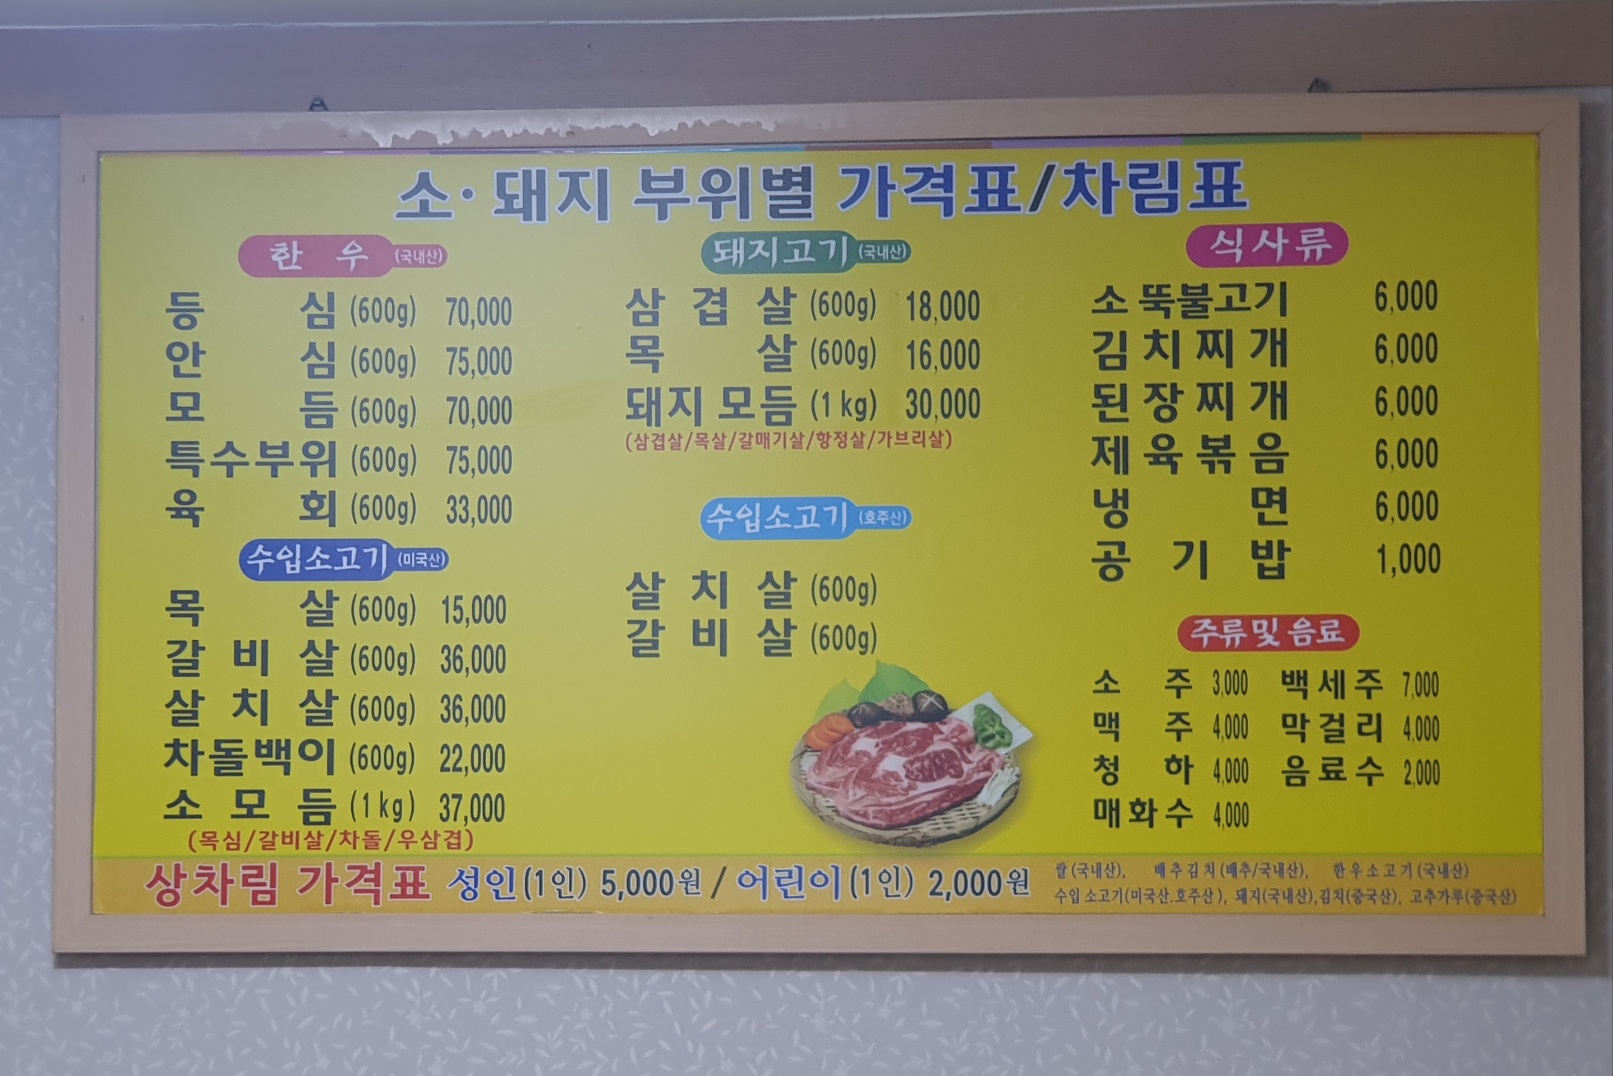 소·돼지 부위별 가격표/차림표
한우 (국내산)
등심 (600g) 70,000
안심 (600g) 75,000
모듬 (600g) 70,000
특수부위 (600g) 75,000
육회 (600g) 33,000
수입소고기 (미국산)
목살 (600g) 15,000
갈비살 (600g) 36,000
살치살 (600g) 36,000
차돌백이 (600g) 22,000
소모듬 (1kg) 37,000
(목심/갈비살/차돌/우삼겹)
돼지고기 (국내산)
삼겹살 (600g) 18,000
목살 (600g) 16,000
돼지모듬 (1kg) 30,000
(삼겹살/목살/갈매기살/항정살/가브리살)
수입소고기 (호주산)
살치살 (600g)
갈비살 (600g)
식사류
소뚝불고기 6,000
김치찌개 6,000
된장찌개 6,000
제육볶음 6,000
냉면 6,000
공기밥 1,000
주류 및 음료
소주 3,000 백세주 7,000
맥주 4,000 막걸리 4,000
청하 4,000 음료수 2,000
매화수 4,000
상차림 가격표 성인(1인) 5,000원 / 어린이(1인) 2,000원
쌀(국내산), 배추김치(배추/국내산), 한우소고기(국내산)
수입소고기(미국산.호주산), 돼지(국내산),김치(중국산), 고추가루(중국산)